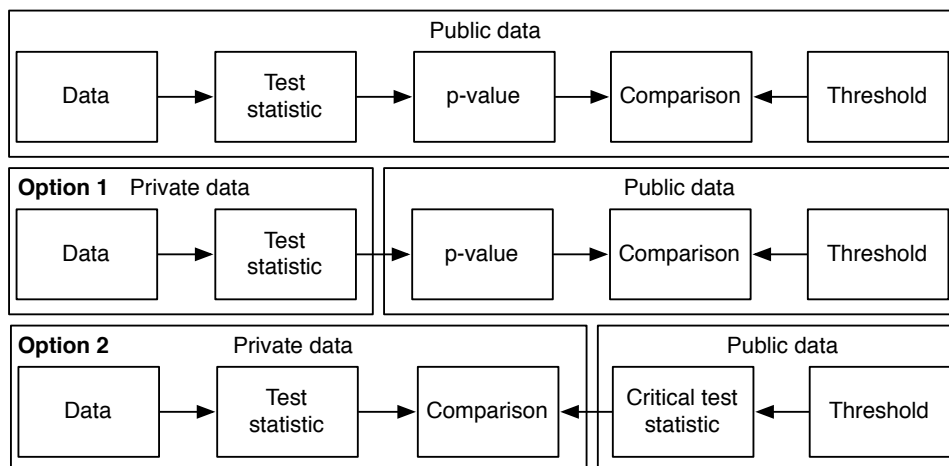 Public data
Data
Test
statistic
p-value
Comparison
Threshold
Option 1 Private data
Public data
Data
Test
statistic
p-value
Comparison
Threshold
Option 2
Private data
Public data
Data
Test
statistic
Comparison
Critical test
statistic
Threshold